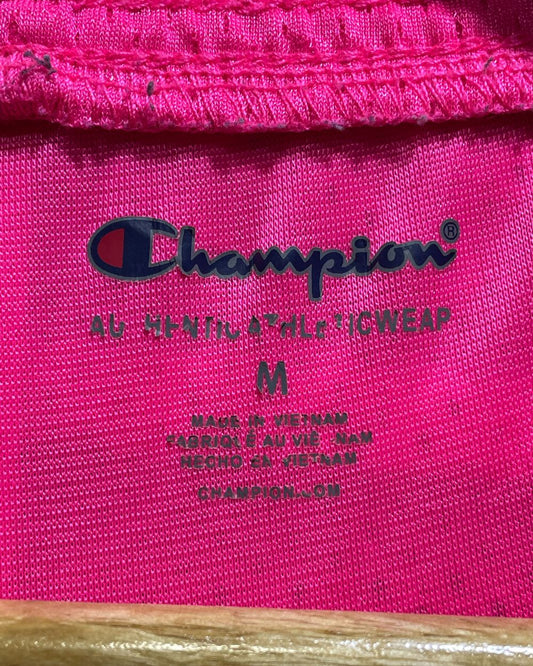 Champion®
AUTHENTIC ATHLETICWEAR
M
MADE IN VIETNAM
FABRIQUÉ AU VIETNAM
HECHO EN VIETNAM
CHAMPION.COM